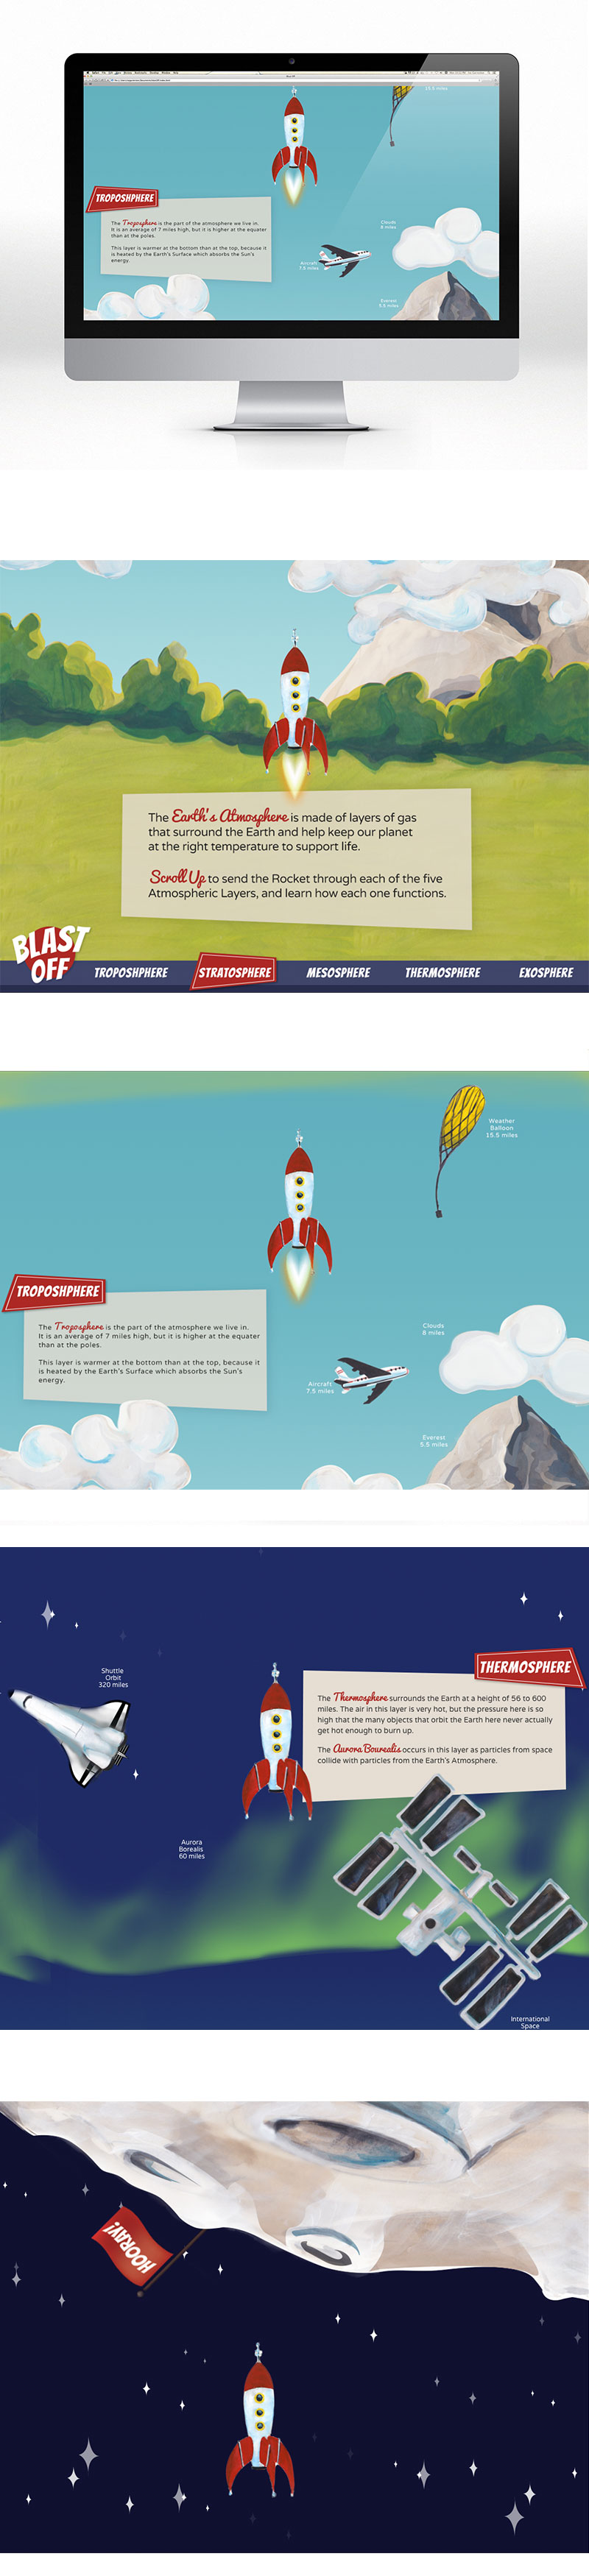 15.5 miles
TROPOSHPHERE
The Troposphere is the part of the atmosphere we live in.
It is an average of 7 miles high, but it is higher at the equater
than at the poles.
This layer is warmer at the bottom than at the top, because it
is heated by the Earth's Surface which absorbs the Sun's
energy.
Clouds
8 miles
Aircraft
7.5 miles
Everest
5.5 miles
The Earth's Atmosphere is made of layers of gas
that surround the Earth and help keep our planet
at the right temperature to support life.
Scroll Up to send the Rocket through each of the five
Atmospheric Layers, and learn how each one functions.
BLAST
OFF
TROPOSHPHERE STRATOSPHERE MESOSPHERE THERMOSPHERE EXOSPHERE
Weather
Balloon
15.5 miles
TROPOSHPHERE
The Troposphere is the part of the atmosphere we live in.
It is an average of 7 miles high, but it is higher at the equater
than at the poles.
This layer is warmer at the bottom than at the top, because it
is heated by the Earth's Surface which absorbs the Sun's
energy.
Clouds
8 miles
Aircraft
7.5 miles
Everest
5.5 miles
Shuttle
Orbit
320 miles
THERMOSPHERE
The Thermosphere surrounds the Earth at a height of 56 to 600
miles. The air in this layer is very hot, but the pressure here is so
high that the many objects that orbit the Earth here never actually
get hot enough to burn up.
The Aurora Bourealis occurs in this layer as particles from space
collide with particles from the Earth's Atmosphere.
Aurora
Borealis
60 miles
International
Space
HOORAY!